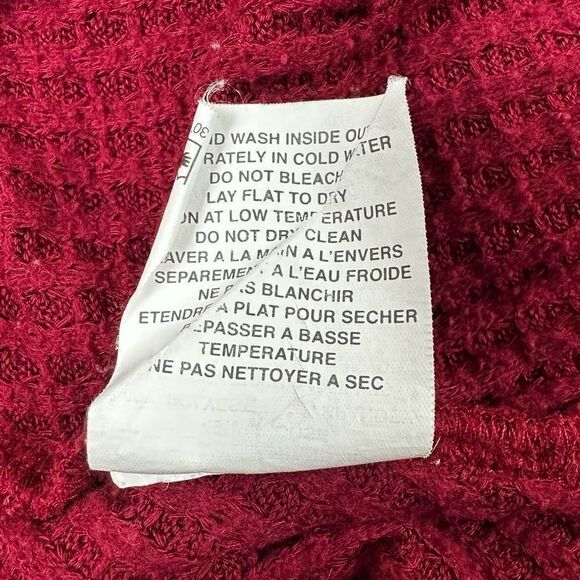 30
ID WASH INSIDE OU
RATELY IN COLD WATER
DO NOT BLEACH
LAY FLAT TO DRY
ON AT LOW TEMPERATURE
DO NOT DRY CLEAN
LAVER A LA MAIN A L'ENVERS
SEPAREMENT A L'EAU FROIDE
NE PAS BLANCHIR
ETENDRE A PLAT POUR SECHER
REPASSER A BASSE
TEMPERATURE
NE PAS NETTOYER A SEC